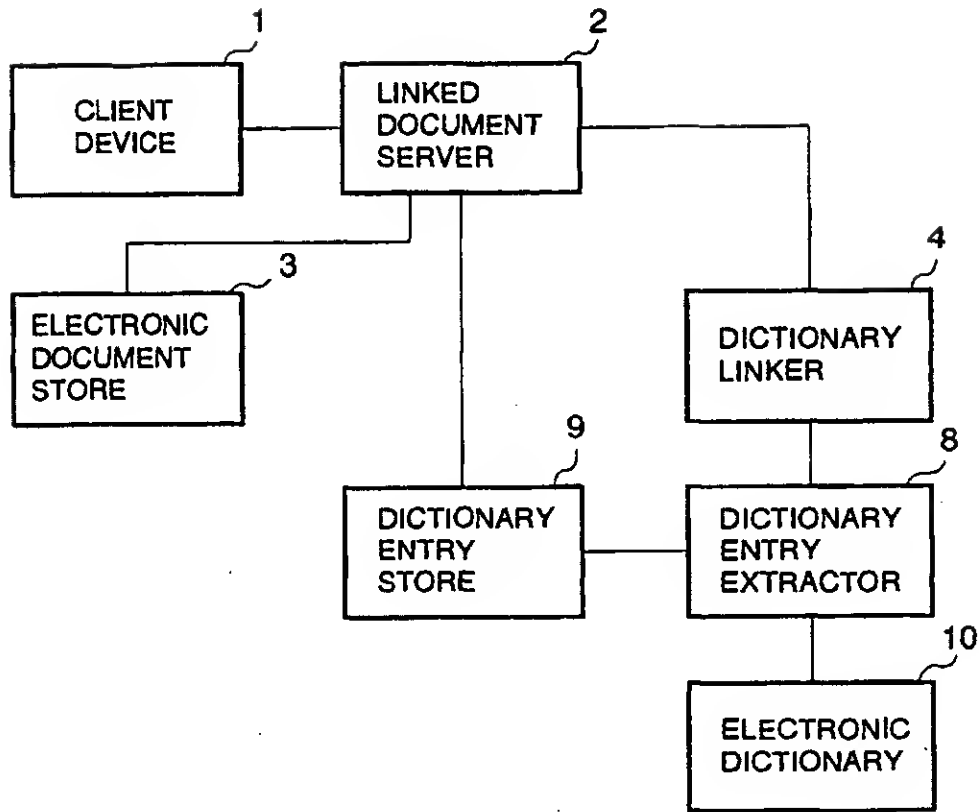 1
CLIENT
DEVICE
2
LINKED
DOCUMENT
SERVER
3
ELECTRONIC
DOCUMENT
STORE
4
DICTIONARY
LINKER
9
DICTIONARY
ENTRY
STORE
8
DICTIONARY
ENTRY
EXTRACTOR
10
ELECTRONIC
DICTIONARY